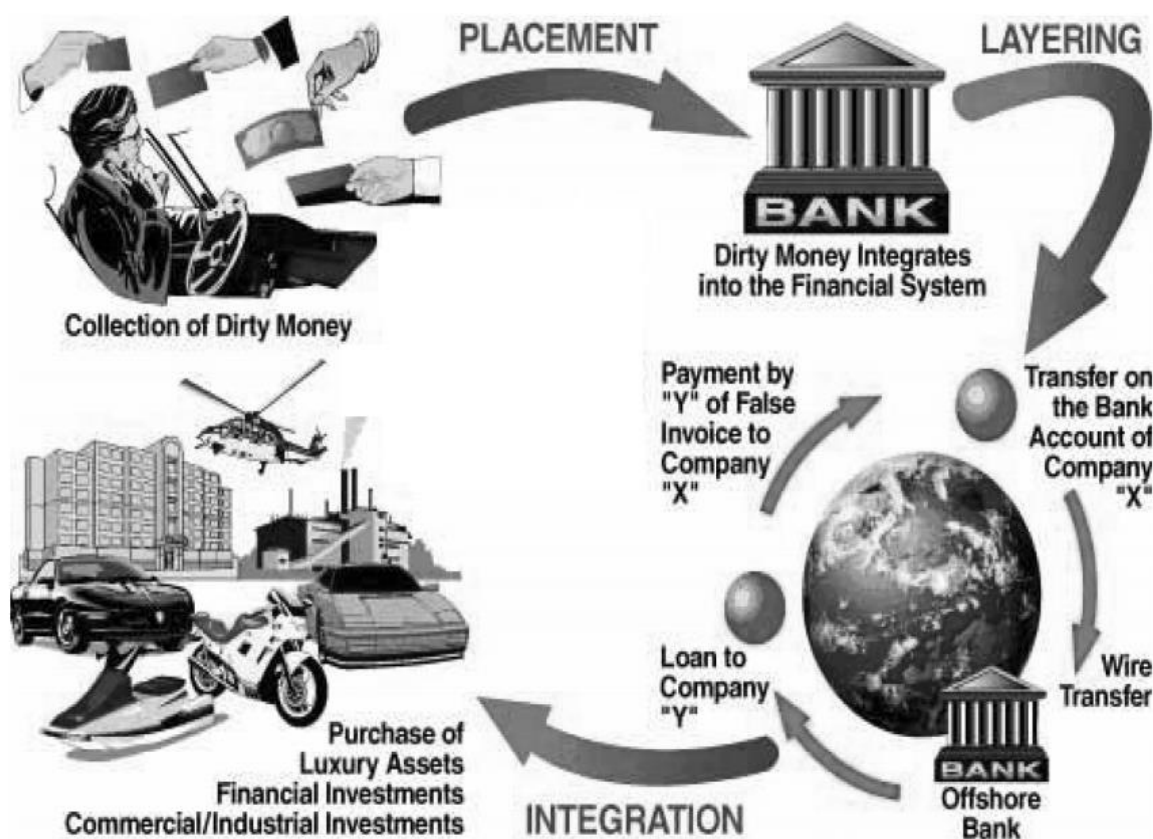 PLACEMENT
LAYERING
BANK
Dirty Money Integrates
into the Financial System
Collection of Dirty Money
Payment by
"Y" of False
Invoice to
Company
"X"
Transfer on
the Bank
Account of
Company
"X"
Wire
Transfer
Loan to
Company
"Y"
BANK
Offshore
Bank
INTEGRATION
Purchase of
Luxury Assets
Financial Investments
Commercial/Industrial Investments